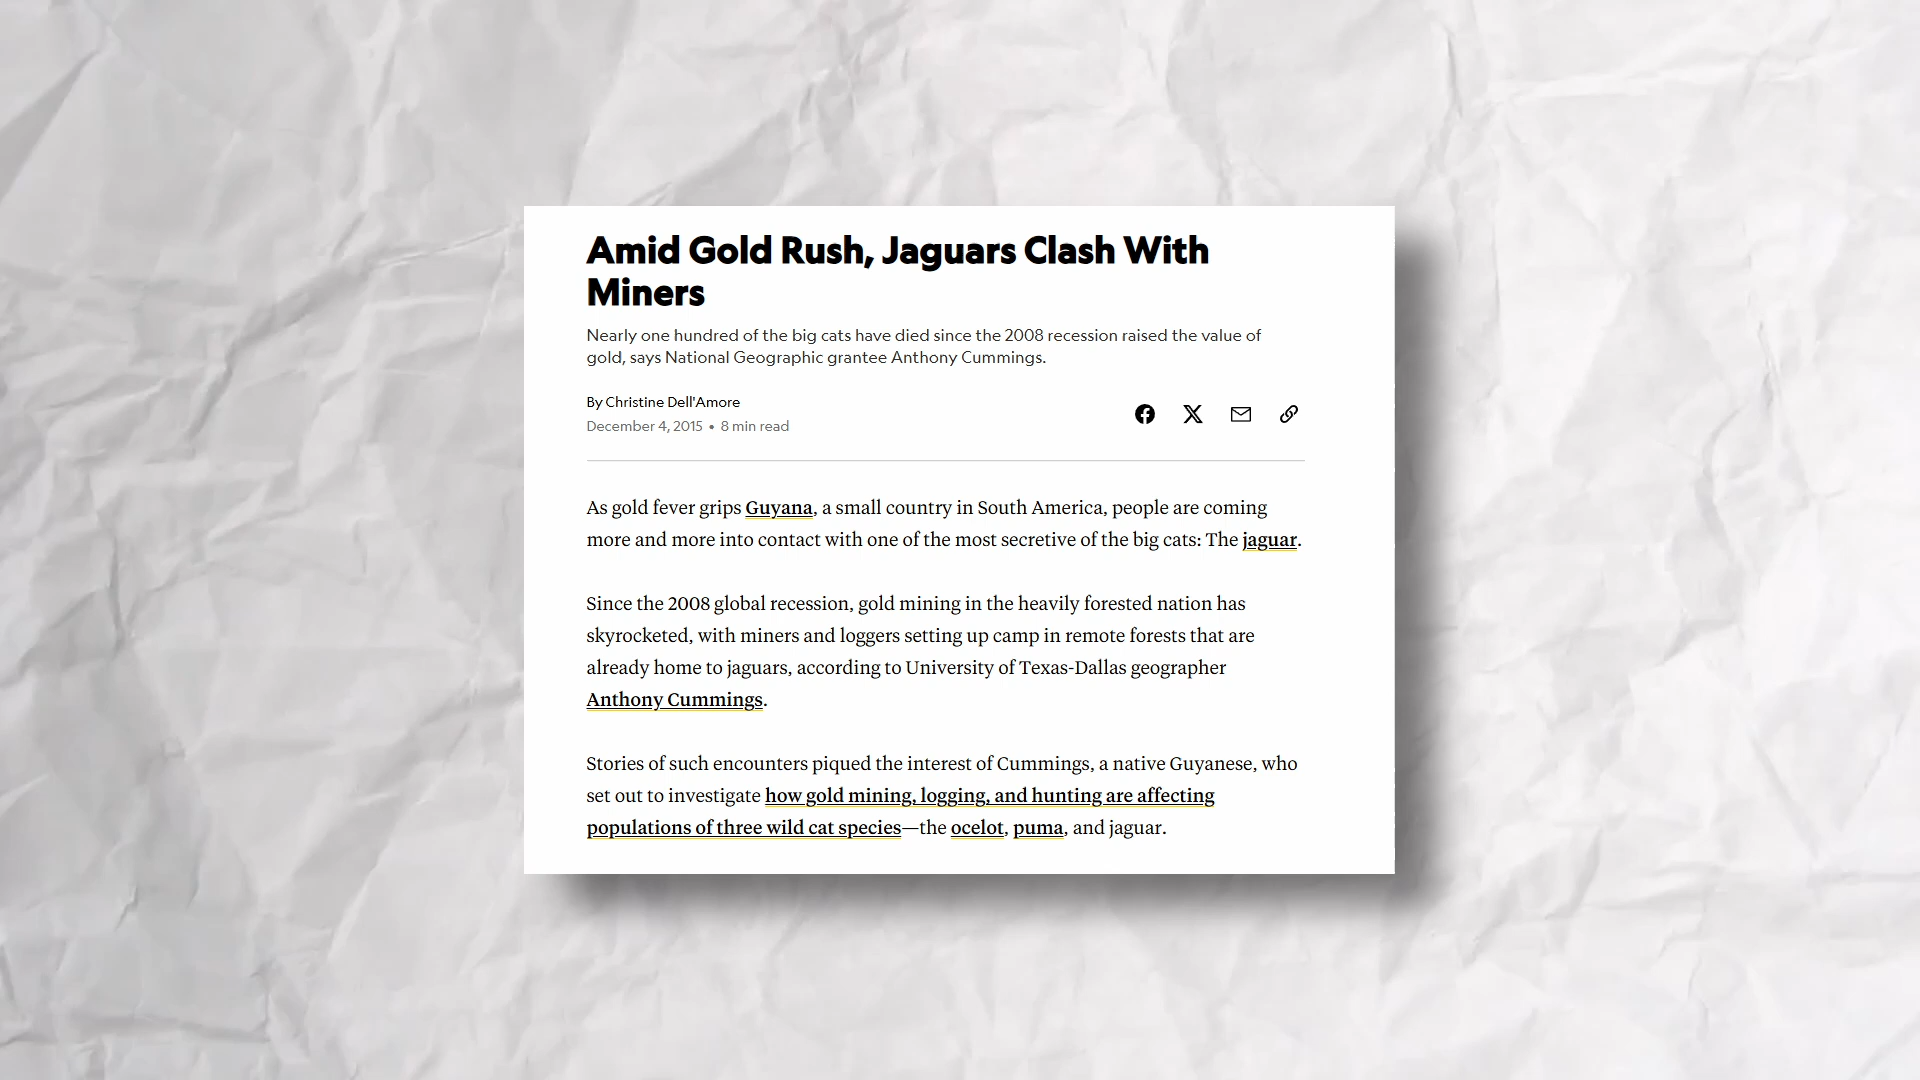 Amid Gold Rush, Jaguars Clash With
Miners
Nearly one hundred of the big cats have died since the 2008 recession raised the value of
gold, says National Geographic grantee Anthony Cummings.
By Christine Dell'Amore
December 4, 2015 • 8 min read
As gold fever grips Guyana, a small country in South America, people are coming
more and more into contact with one of the most secretive of the big cats: The jaguar.
Since the 2008 global recession, gold mining in the heavily forested nation has
skyrocketed, with miners and loggers setting up camp in remote forests that are
already home to jaguars, according to University of Texas-Dallas geographer
Anthony Cummings.
Stories of such encounters piqued the interest of Cummings, a native Guyanese, who
set out to investigate how gold mining, logging, and hunting are affecting
populations of three wild cat species—the ocelot, puma, and jaguar.